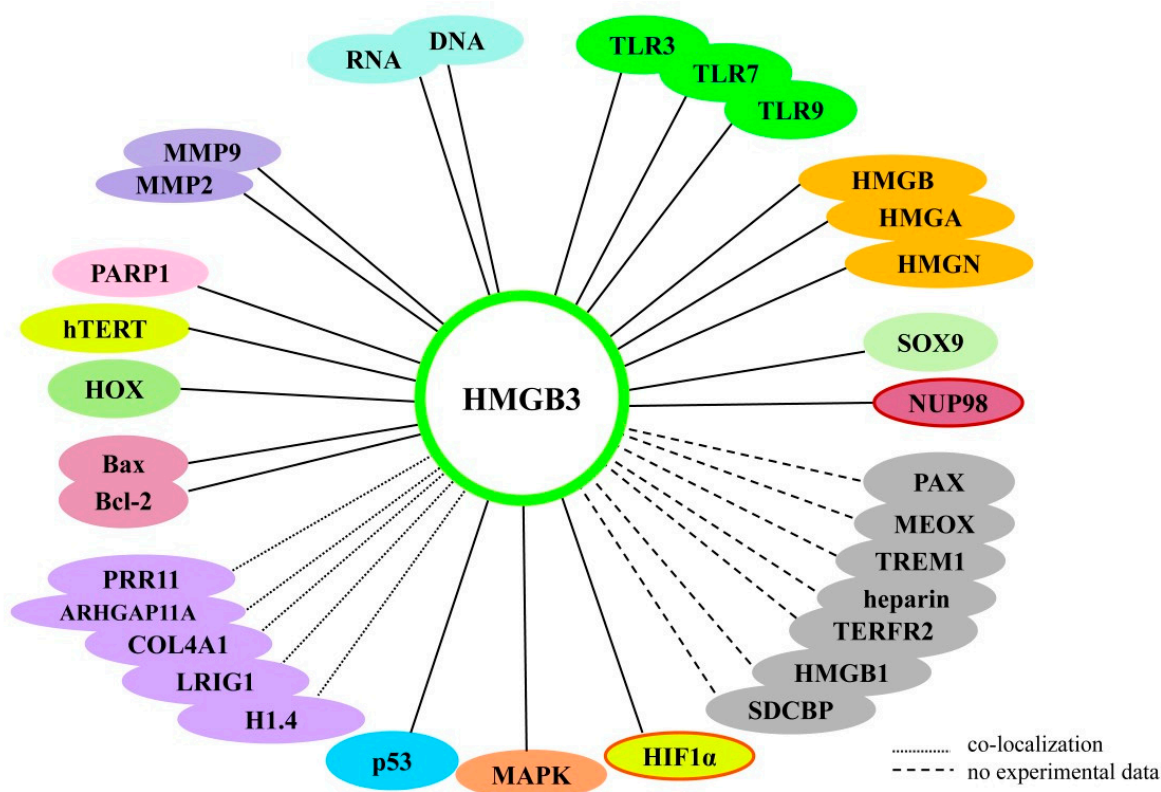 RNA
DNA
TLR3
TLR7
TLR9
MMP9
MMP2
HMGB
HMGA
HMGN
PARP1
hTERT
HOX
HMGB3
SOX9
NUP98
Bax
Bcl-2
PAX
MEOX
TREM1
heparin
TERFR2
HMGB1
SDCBP
PRR11
ARHGAP11A
COL4A1
LRIG1
H1.4
p53
MAPK
HIF1α
co-localization
no experimental data